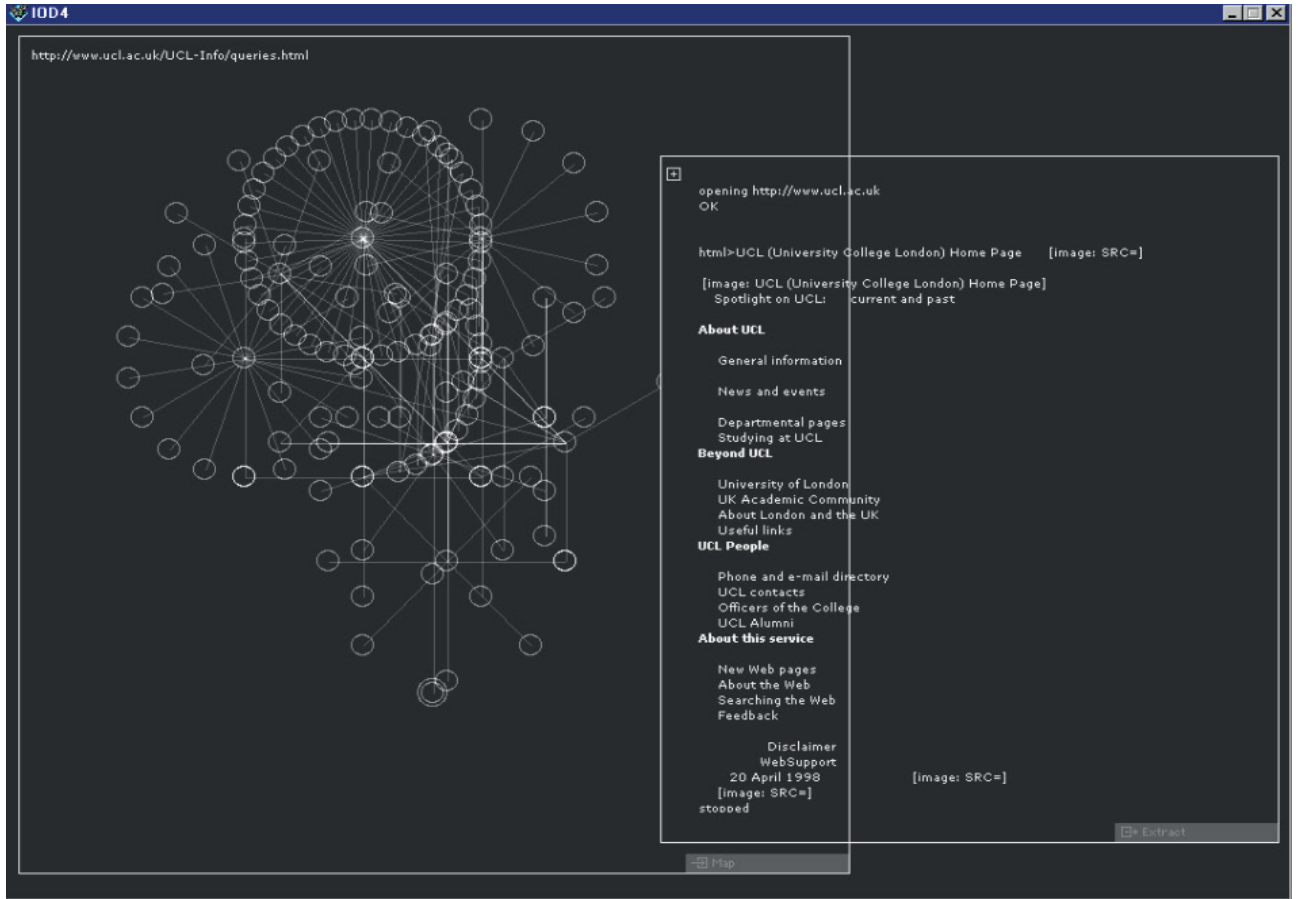 IOD4
http://www.ucl.ac.uk/UCL-Info/queries.html
opening http://www.ucl.ac.uk
OK
html>UCL (University College London) Home Page [image: SRC=]
[image: UCL (University College London) Home Page]
Spotlight on UCL: current and past
About UCL
General information
News and events
Departmental pages
Studying at UCL
Beyond UCL
University of London
UK Academic Community
About London and the UK
Useful links
UCL People
Phone and e-mail directory
UCL contacts
Officers of the College
UCL Alumni
About this service
New Web pages
About the Web
Searching the Web
Feedback
Disclaimer
WebSupport
20 April 1998 [image: SRC=]
[image: SRC=]
stopped
Extract
Map